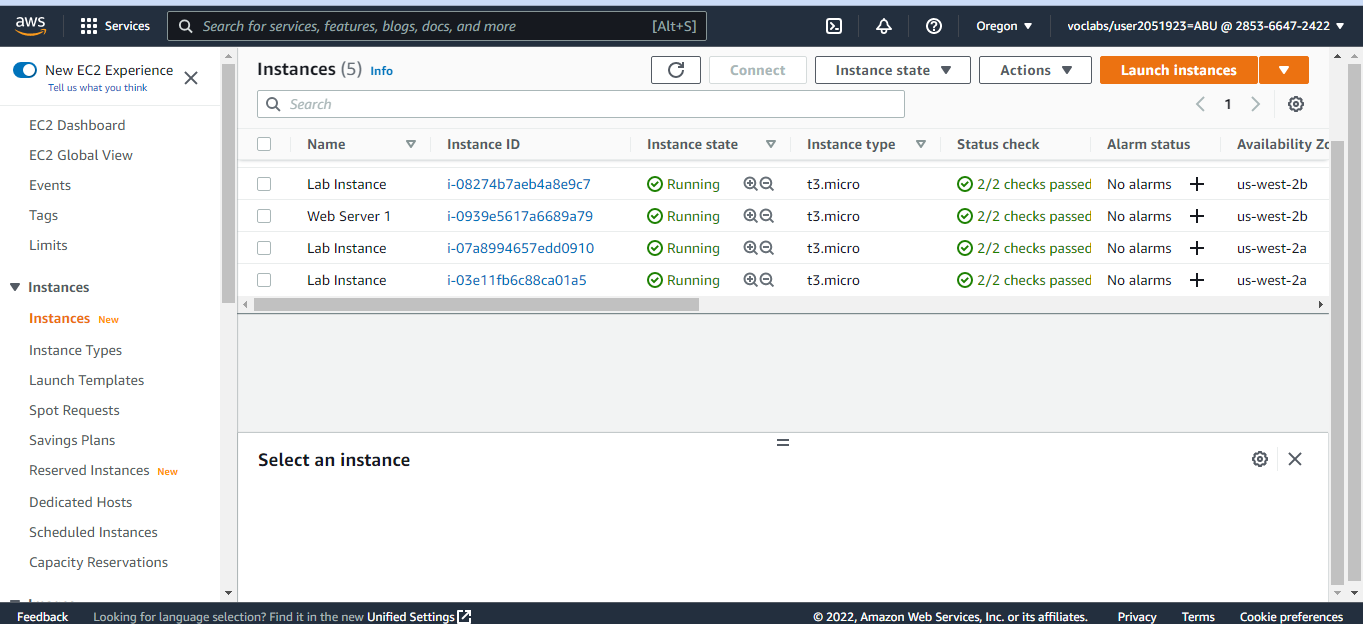 aws Services Search for services, features, blogs, docs, and more [Alt+S] Oregon voclabs/user2051923=ABU @ 2853-6647-2422
New EC2 Experience
Tell us what you think
EC2 Dashboard
EC2 Global View
Events
Tags
Limits
Instances
Instances New
Instance Types
Launch Templates
Spot Requests
Savings Plans
Reserved Instances New
Dedicated Hosts
Scheduled Instances
Capacity Reservations
Instances (5) Info Connect Instance state Actions Launch instances
Search 1
Name Instance ID Instance state Instance type Status check Alarm status Availability Zo
Lab Instance i-08274b7aeb4a8e9c7 Running t3.micro 2/2 checks passed No alarms us-west-2b
Web Server 1 i-0939e5617a6689a79 Running t3.micro 2/2 checks passed No alarms us-west-2b
Lab Instance i-07a8994657edd0910 Running t3.micro 2/2 checks passed No alarms us-west-2a
Lab Instance i-03e11fb6c88ca01a5 Running t3.micro 2/2 checks passed No alarms us-west-2a
Select an instance
Feedback Looking for language selection? Find it in the new Unified Settings © 2022, Amazon Web Services, Inc. or its affiliates. Privacy Terms Cookie preferences